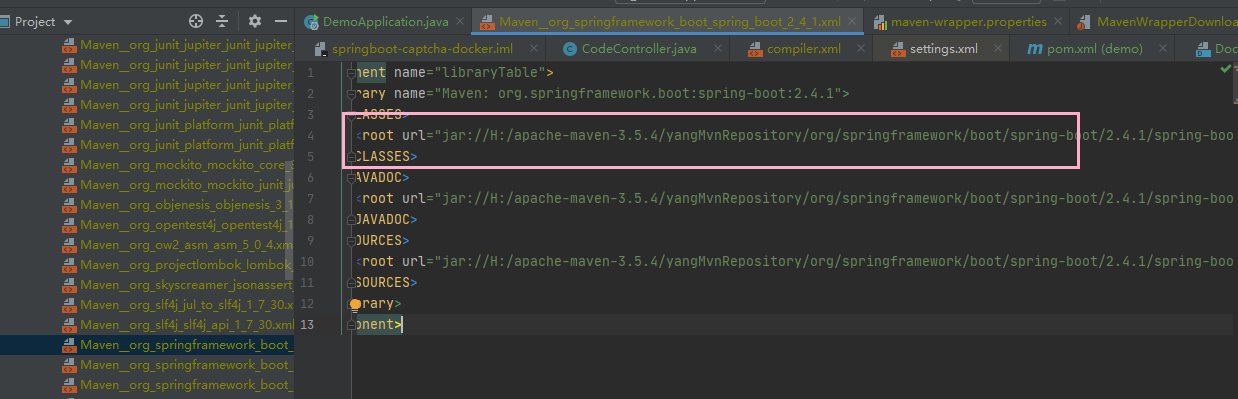 Project
DemoApplication.java
Maven__org_springframework_boot_spring_boot_2_4_1.xml
maven-wrapper.properties
MavenWrapperDownloa
springboot-captcha-docker.iml
CodeController.java
compiler.xml
settings.xml
pom.xml (demo)
Doc
Maven__org_junit_jupiter_junit_jupiter_
Maven__org_junit_jupiter_junit_jupiter_
Maven__org_junit_jupiter_junit_jupiter_
Maven__org_junit_jupiter_junit_jupiter_
Maven__org_junit_platform_junit_platf
Maven__org_junit_platform_junit_platf
Maven__org_mockito_mockito_core_
Maven__org_mockito_mockito_junit_ju
Maven__org_objenesis_objenesis_3_1
Maven__org_opentest4j_opentest4j_1
Maven__org_ow2_asm_asm_5_0_4.xm
Maven__org_projectlombok_lombok_
Maven__org_skyscreamer_jsonassert_
Maven__org_slf4j_jul_to_slf4j_1_7_30.x
Maven__org_slf4j_slf4j_api_1_7_30.xml
Maven__org_springframework_boot_
Maven__org_springframework_boot_
Maven__org_springframework_boot_
1 nent name="libraryTable">
2 rary name="Maven: org.springframework.boot:spring-boot:2.4.1">
3 LASSES>
4 <root url="jar://H:/apache-maven-3.5.4/yangMvnRepository/org/springframework/boot/spring-boot/2.4.1/spring-boo
5 CLASSES>
6 AVADOC>
7 <root url="jar://H:/apache-maven-3.5.4/yangMvnRepository/org/springframework/boot/spring-boot/2.4.1/spring-boo
8 JAVADOC>
9 OURCES>
10 <root url="jar://H:/apache-maven-3.5.4/yangMvnRepository/org/springframework/boot/spring-boot/2.4.1/spring-boo
11 SOURCES>
12 brary>
13 onent>